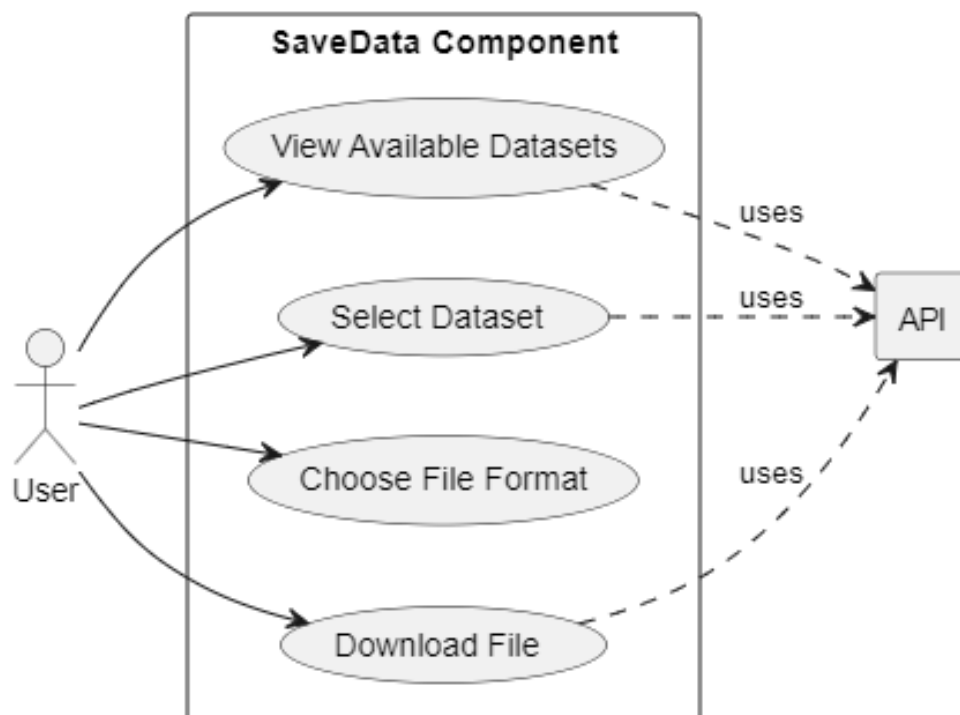 SaveData Component
View Available Datasets
uses
uses
Select Dataset
API
Choose File Format
uses
User
Download File